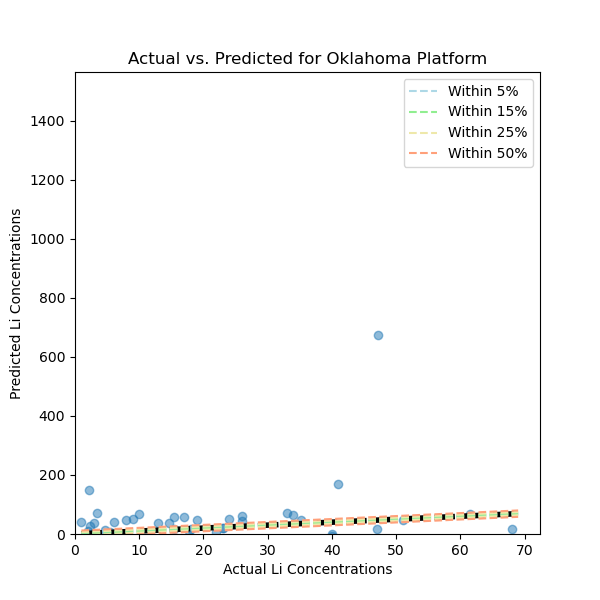 Actual vs. Predicted for Oklahoma Platform
Within 5%
Within 15%
Within 25%
Within 50%
1400
1200
1000
800
600
400
200
0
Predicted Li Concentrations
0 10 20 30 40 50 60 70
Actual Li Concentrations